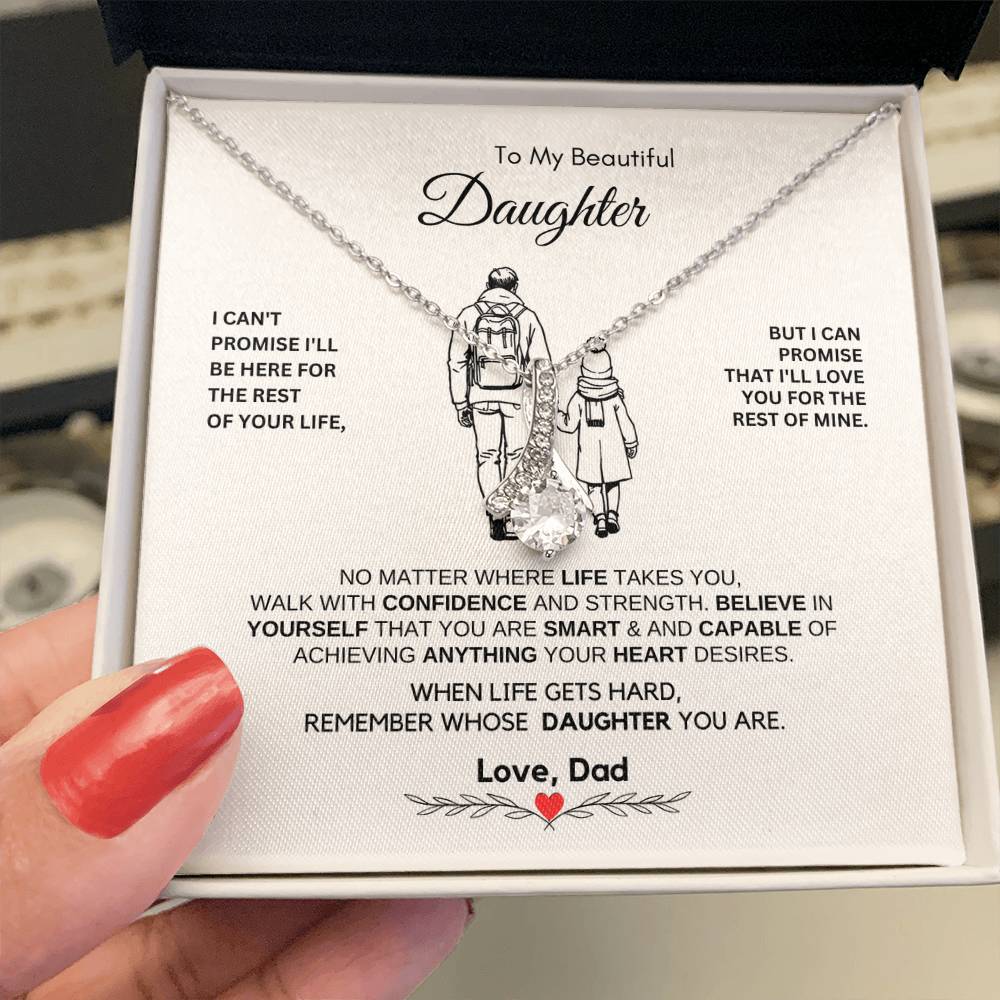 To My Beautiful
Daughter
I CAN'T
PROMISE I'LL
BE HERE FOR
THE REST
OF YOUR LIFE,
BUT I CAN
PROMISE
THAT I'LL LOVE
YOU FOR THE
REST OF MINE.
NO MATTER WHERE LIFE TAKES YOU,
WALK WITH CONFIDENCE AND STRENGTH. BELIEVE IN
YOURSELF THAT YOU ARE SMART & AND CAPABLE OF
ACHIEVING ANYTHING YOUR HEART DESIRES.
WHEN LIFE GETS HARD,
REMEMBER WHOSE DAUGHTER YOU ARE.
Love, Dad